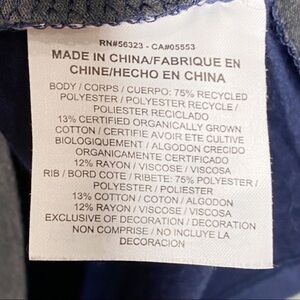 RN#56323 - CA#05553
MADE IN CHINA/FABRIQUE EN
CHINE/HECHO EN CHINA
BODY / CORPS / CUERPO: 75% RECYCLED
POLYESTER / POLYESTER RECYCLE /
POLIESTER RECICLADO
13% CERTIFIED ORGANICALLY GROWN
COTTON / CERTIFIE AVOIR ETE CULTIVE
BIOLOGIQUEMENT / ALGODON CRECIDO
ORGANICAMENTE CERTIFICADO
12% RAYON / VISCOSE / VISCOSA
RIB / BORD COTE / RIBETE: 75% POLYESTER /
POLYESTER / POLIESTER
13% COTTON / COTON / ALGODON
12% RAYON / VISCOSE / VISCOSA
EXCLUSIVE OF DECORATION / DECORATION
NON COMPRISE / NO INCLUYE LA
DECORACION